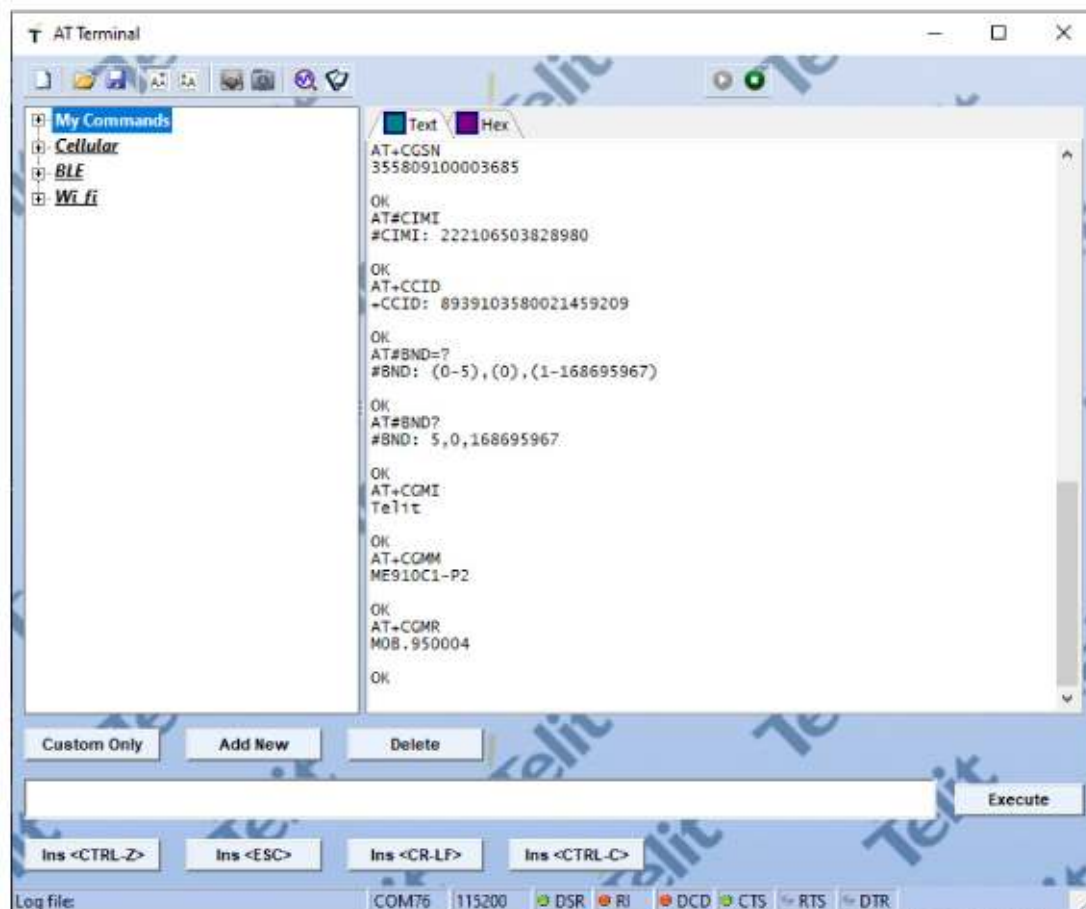 AT Terminal
My Commands
Cellular
BLE
Wi_fi
Text Hex
AT+CGSN
355809100003685
OK
AT#CIMI
#CIMI: 222106503828980
OK
AT+CCID
+CCID: 8939103580021459209
OK
AT#BND=?
#BND: (0-5),(0),(1-168695967)
OK
AT#BND?
#BND: 5,0,168695967
OK
AT+CGMI
Telit
OK
AT+CGMM
ME910C1-P2
OK
AT+CGMR
MOB.950004
OK
Custom Only Add New Delete
Execute
Ins <CTRL-Z> Ins <ESC> Ins <CR-LF> Ins <CTRL-C>
Log file: COM76 115200 DSR RI DCD CTS RTS DTR
Telit